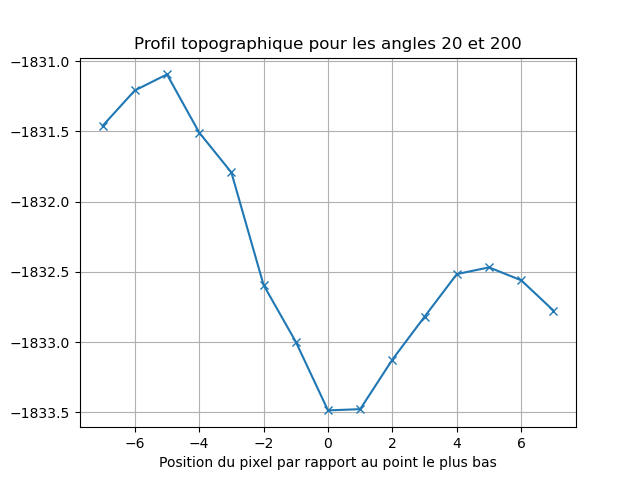 Profil topographique pour les angles 20 et 200
−1831.0
−1831.5
−1832.0
−1832.5
−1833.0
−1833.5
−6 −4 −2 0 2 4 6
Position du pixel par rapport au point le plus bas